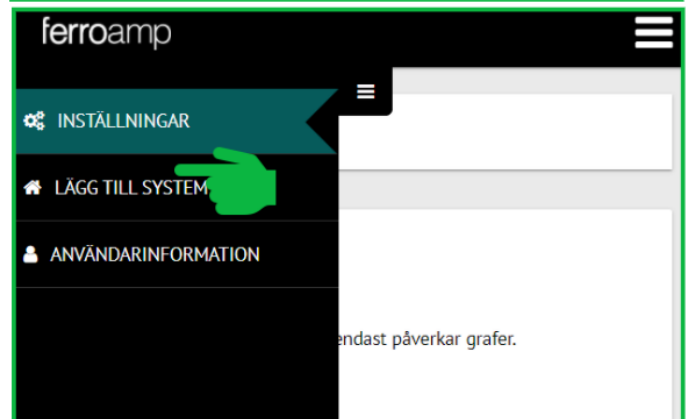 ferroamp
INSTÄLLNINGAR
LÄGG TILL SYSTEM
ANVÄNDARINFORMATION
endast påverkar grafer.